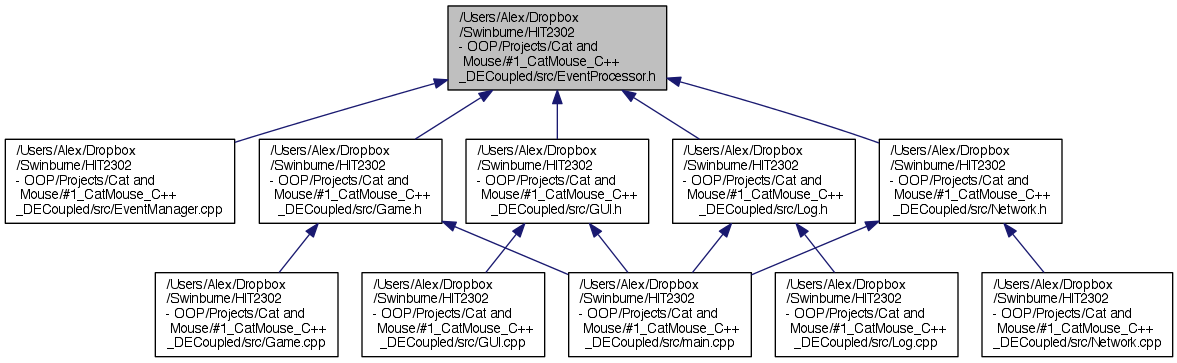 /Users/Alex/Dropbox
/Swinburne/HIT2302
- OOP/Projects/Cat and
Mouse/#1_CatMouse_C++
_DECoupled/src/EventProcessor.h
/Users/Alex/Dropbox
/Swinburne/HIT2302
- OOP/Projects/Cat and
Mouse/#1_CatMouse_C++
_DECoupled/src/EventManager.cpp
/Users/Alex/Dropbox
/Swinburne/HIT2302
- OOP/Projects/Cat and
Mouse/#1_CatMouse_C++
_DECoupled/src/Game.h
/Users/Alex/Dropbox
/Swinburne/HIT2302
- OOP/Projects/Cat and
Mouse/#1_CatMouse_C++
_DECoupled/src/GUI.h
/Users/Alex/Dropbox
/Swinburne/HIT2302
- OOP/Projects/Cat and
Mouse/#1_CatMouse_C++
_DECoupled/src/Log.h
/Users/Alex/Dropbox
/Swinburne/HIT2302
- OOP/Projects/Cat and
Mouse/#1_CatMouse_C++
_DECoupled/src/Network.h
/Users/Alex/Dropbox
/Swinburne/HIT2302
- OOP/Projects/Cat and
Mouse/#1_CatMouse_C++
_DECoupled/src/Game.cpp
/Users/Alex/Dropbox
/Swinburne/HIT2302
- OOP/Projects/Cat and
Mouse/#1_CatMouse_C++
_DECoupled/src/GUI.cpp
/Users/Alex/Dropbox
/Swinburne/HIT2302
- OOP/Projects/Cat and
Mouse/#1_CatMouse_C++
_DECoupled/src/main.cpp
/Users/Alex/Dropbox
/Swinburne/HIT2302
- OOP/Projects/Cat and
Mouse/#1_CatMouse_C++
_DECoupled/src/Log.cpp
/Users/Alex/Dropbox
/Swinburne/HIT2302
- OOP/Projects/Cat and
Mouse/#1_CatMouse_C++
_DECoupled/src/Network.cpp